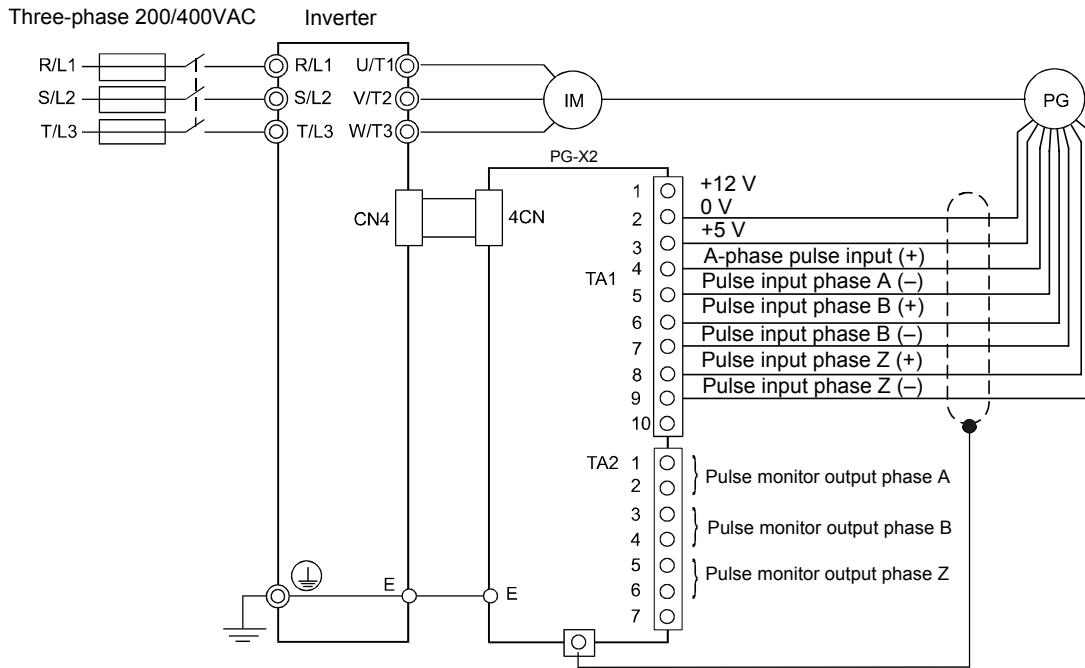 Three-phase 200/400VAC Inverter
R/L1 R/L1 U/T1
S/L2 S/L2 V/T2 IM PG
T/L3 T/L3 W/T3
PG-X2
CN4 4CN
TA1
1 +12 V
2 0 V
3 +5 V
4 A-phase pulse input (+)
5 Pulse input phase A (–)
6 Pulse input phase B (+)
7 Pulse input phase B (–)
8 Pulse input phase Z (+)
9 Pulse input phase Z (–)
10
TA2 1
2 Pulse monitor output phase A
3
4 Pulse monitor output phase B
5
6 Pulse monitor output phase Z
7
E E